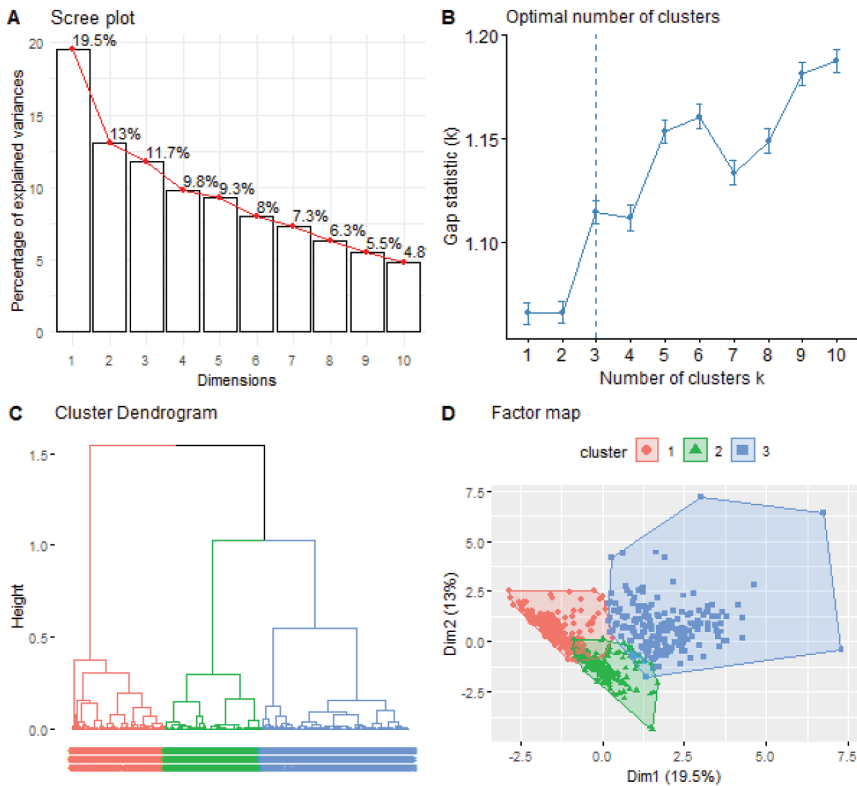 A Scree plot
Percentage of explained variances
20
15
10
5
0
19.5%
13%
11.7%
9.8%
9.3%
8%
7.3%
6.3%
5.5%
4.8
1 2 3 4 5 6 7 8 9 10
Dimensions
B Optimal number of clusters
Gap statistic (k)
1.20
1.15
1.10
1 2 3 4 5 6 7 8 9 10
Number of clusters k
C Cluster Dendrogram
Height
1.5
1.0
0.5
0.0
D Factor map
cluster 1 2 3
Dim2 (13%)
7.5
5.0
2.5
0.0
-2.5
-2.5 0.0 2.5 5.0 7.5
Dim1 (19.5%)